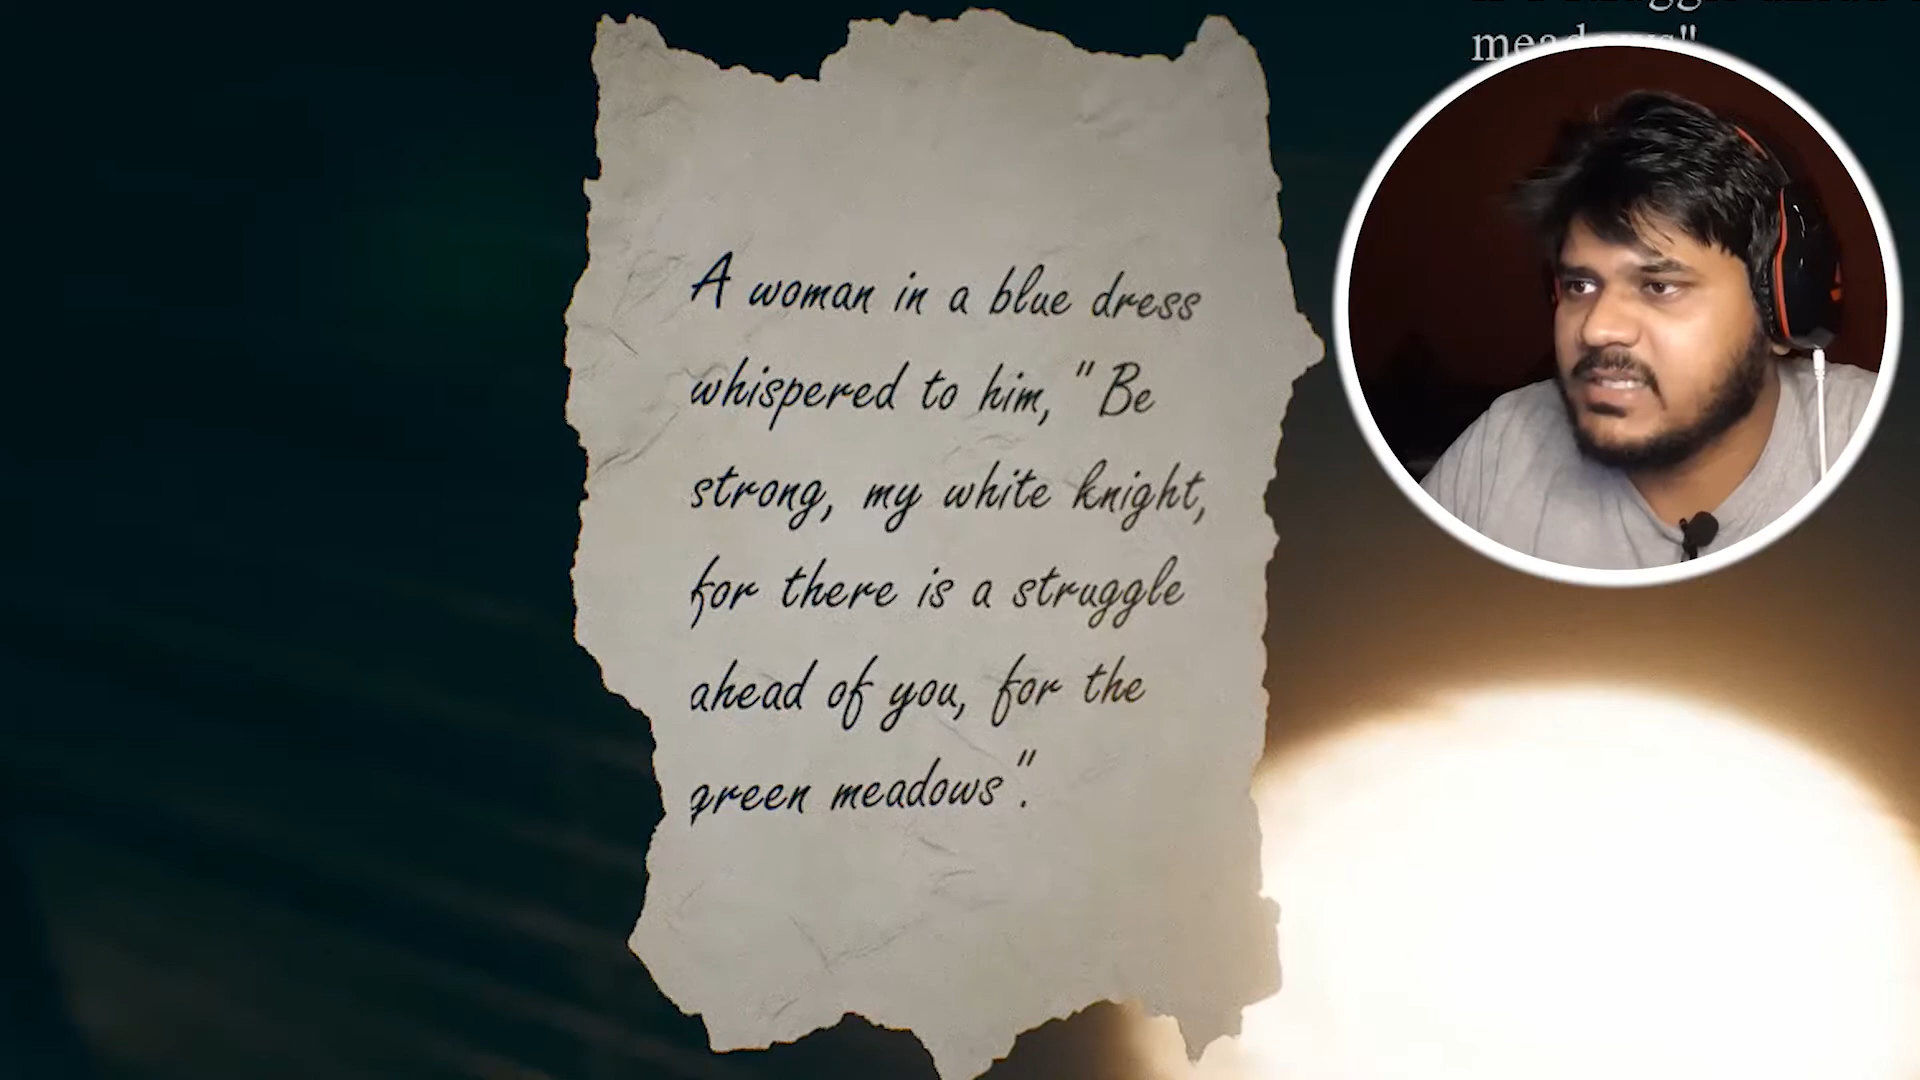 meadows"
A woman in a blue dress
whispered to him, "Be
strong, my white knight,
for there is a struggle
ahead of you, for the
green meadows".